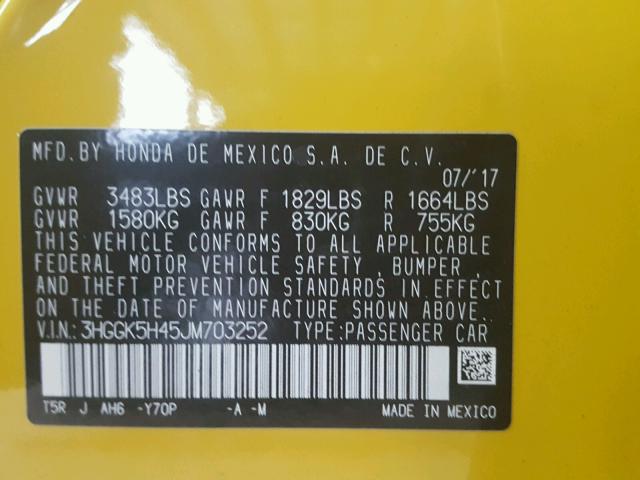 MFD.BY HONDA DE MEXICO S.A. DE C.V.
07/'17
GVWR 3483LBS GAWR F 1829LBS R 1664LBS
GVWR 1580KG GAWR F 830KG R 755KG
THIS VEHICLE CONFORMS TO ALL APPLICABLE
FEDERAL MOTOR VEHICLE SAFETY , BUMPER ,
AND THEFT PREVENTION STANDARDS IN EFFECT
ON THE DATE OF MANUFACTURE SHOWN ABOVE..
V.I.N.: 3HGGK5H45JM703252 TYPE:PASSENGER CAR
T5R J AH6 -Y70P -A -M MADE IN MEXICO